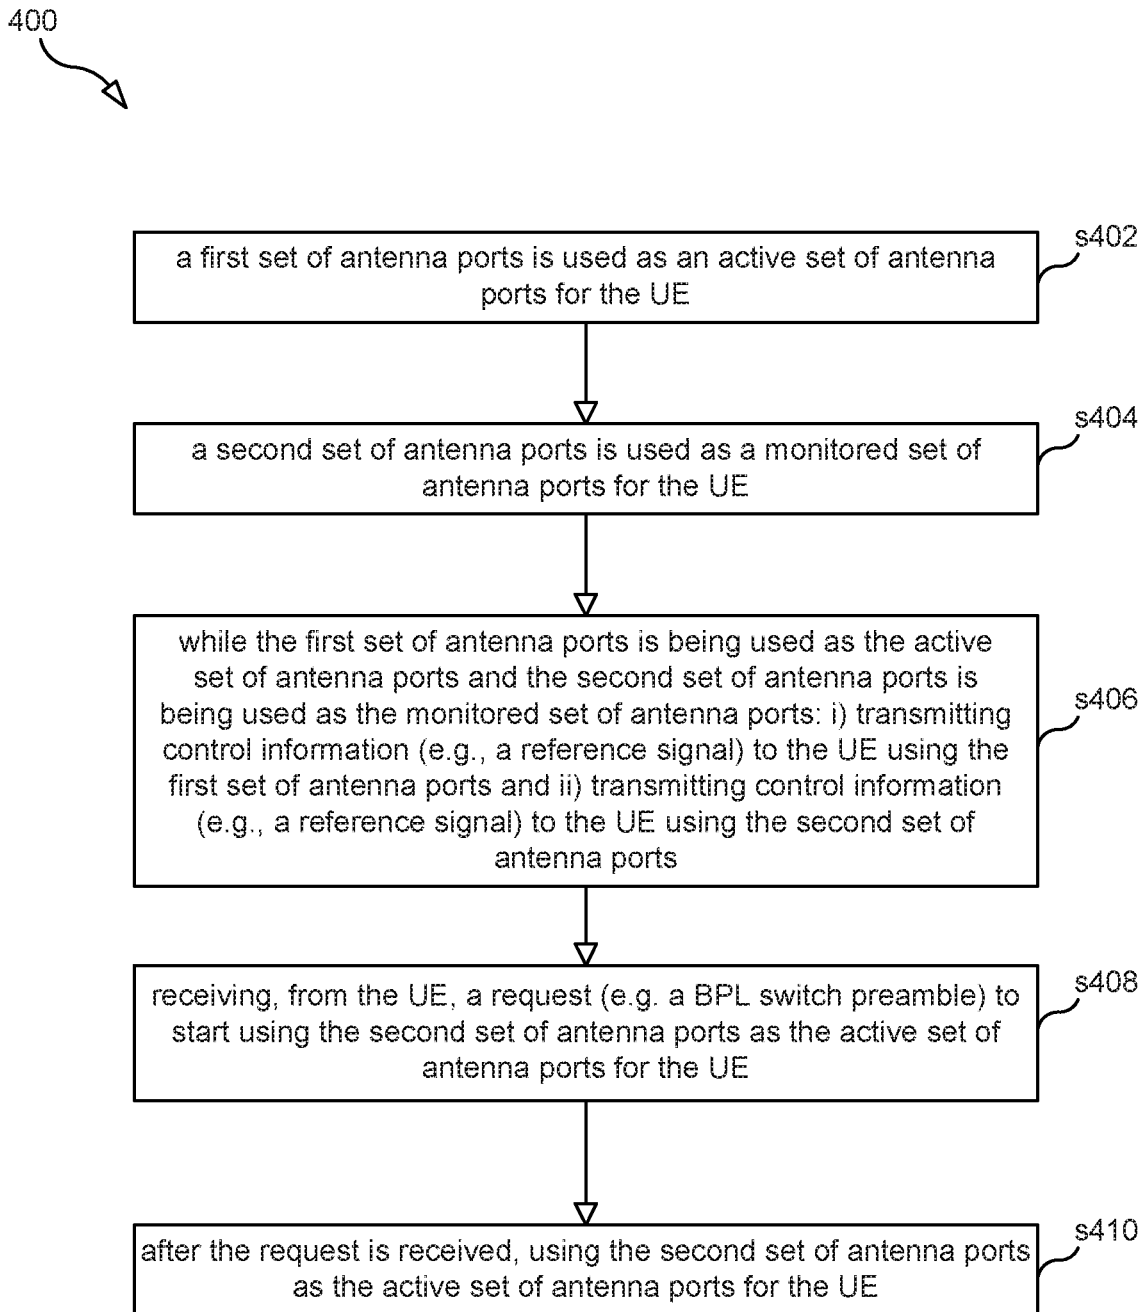 400
a first set of antenna ports is used as an active set of antenna
ports for the UE
s402
a second set of antenna ports is used as a monitored set of
antenna ports for the UE
s404
while the first set of antenna ports is being used as the active
set of antenna ports and the second set of antenna ports is
being used as the monitored set of antenna ports: i) transmitting
control information (e.g., a reference signal) to the UE using the
first set of antenna ports and ii) transmitting control information
(e.g., a reference signal) to the UE using the second set of
antenna ports
s406
receiving, from the UE, a request (e.g. a BPL switch preamble) to
start using the second set of antenna ports as the active set of
antenna ports for the UE
s408
after the request is received, using the second set of antenna ports
as the active set of antenna ports for the UE
s410